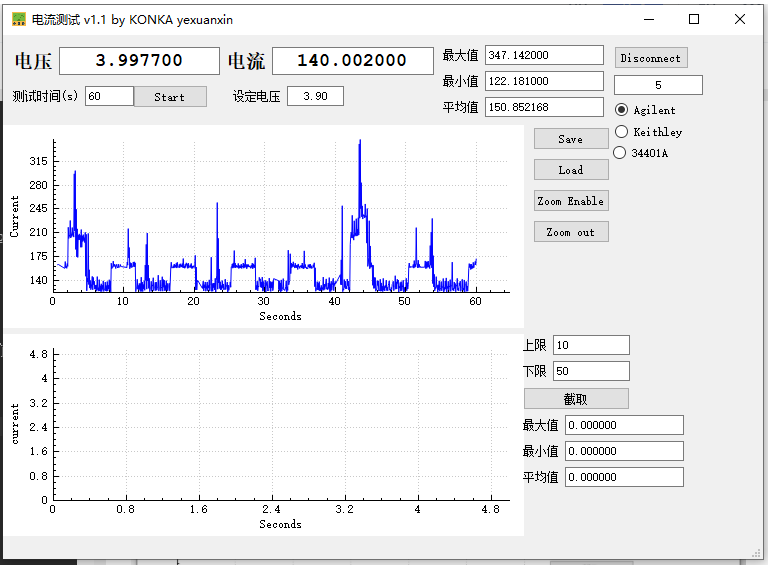 电流测试 v1.1 by KONKA yexuanxin
电压 3.997700 电流 140.002000
测试时间(s) 60 Start 设定电压 3.90
最大值 347.142000
最小值 122.181000
平均值 150.852168
Disconnect
5
Agilent
Keithley
34401A
Save
Load
Zoom Enable
Zoom out
Current
315
280
245
210
175
140
0 10 20 30 40 50 60
Seconds
current
4.8
4
3.2
2.4
1.6
0.8
0
0 0.8 1.6 2.4 3.2 4 4.8
Seconds
上限 10
下限 50
截取
最大值 0.000000
最小值 0.000000
平均值 0.000000